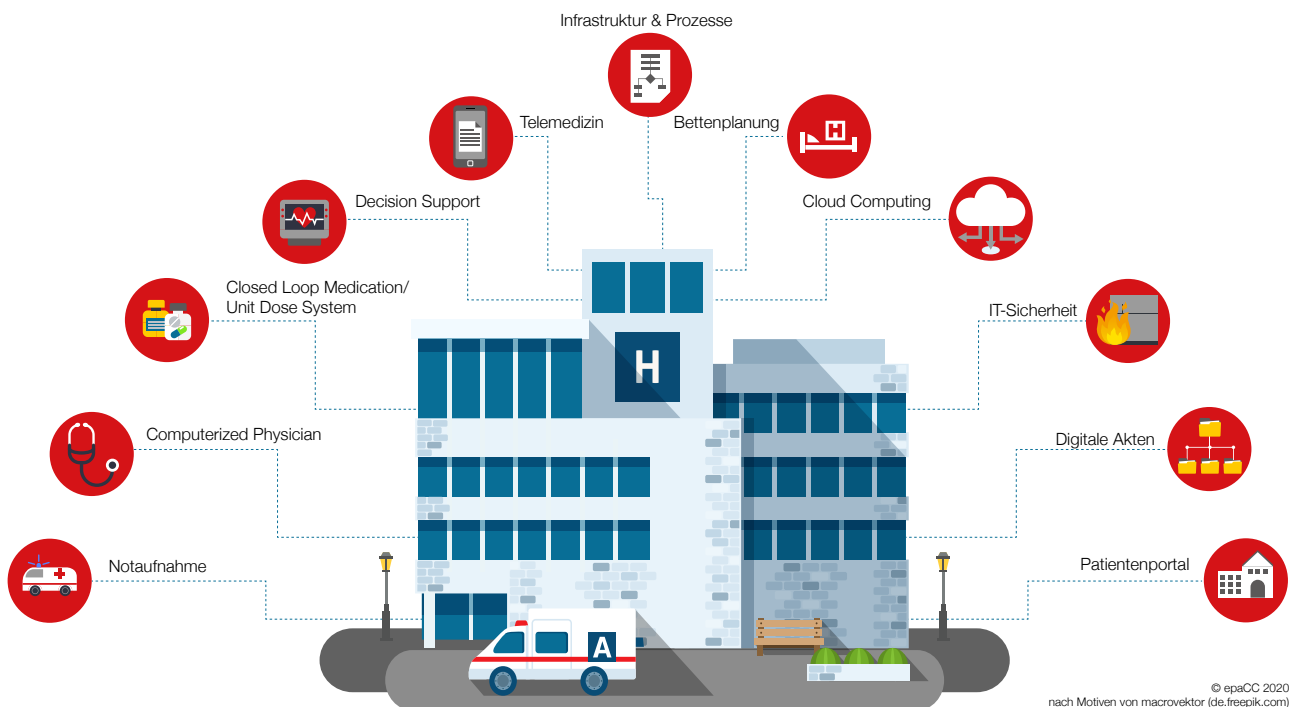 Infrastruktur & Prozesse
Telemedizin
Bettenplanung
H
Decision Support
Cloud Computing
Closed Loop Medication/
Unit Dose System
IT-Sicherheit
H
Computerized Physician
Digitale Akten
Notaufnahme
Patientenportal
A
© epaCC 2020
nach Motiven von macrovektor (de.freepik.com)